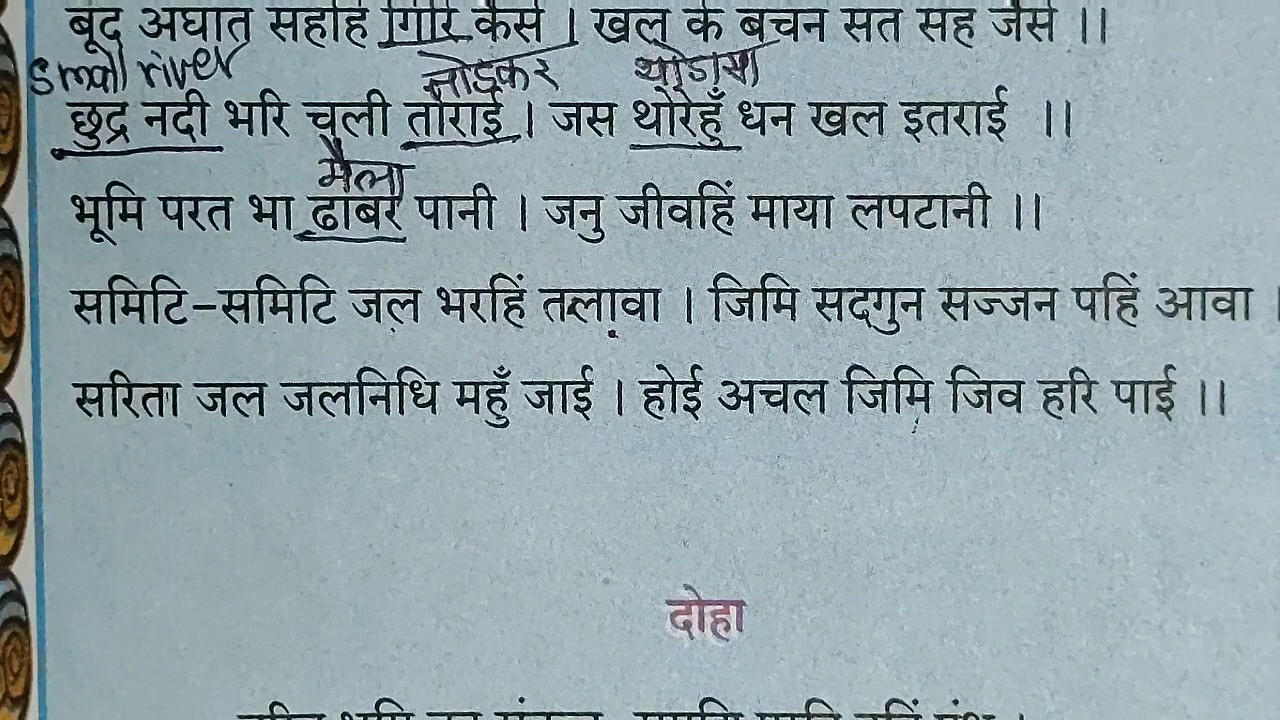 बूँद अघात सहहिं गिरि कैसे । खल के बचन संत सह जैसे ।।
small river तोड़कर थोड़ासा
छुद्र नदी भरि चली तोराई । जस थोरेहुँ धन खल इतराई ।।
मैला
भूमि परत भा ढाबर पानी । जनु जीवहिं माया लपटानी ।।
समिटि-समिटि जल भरहिं तलावा । जिमि सद्गुन सज्जन पहिं आवा ।
सरिता जल जलनिधि महुँ जाई । होई अचल जिमि जिव हरि पाई ।।
दोहा